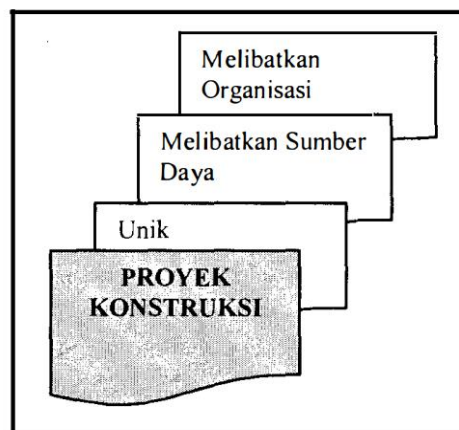 Melibatkan
Organisasi
Melibatkan Sumber
Daya
Unik
PROYEK
KONSTRUKSI